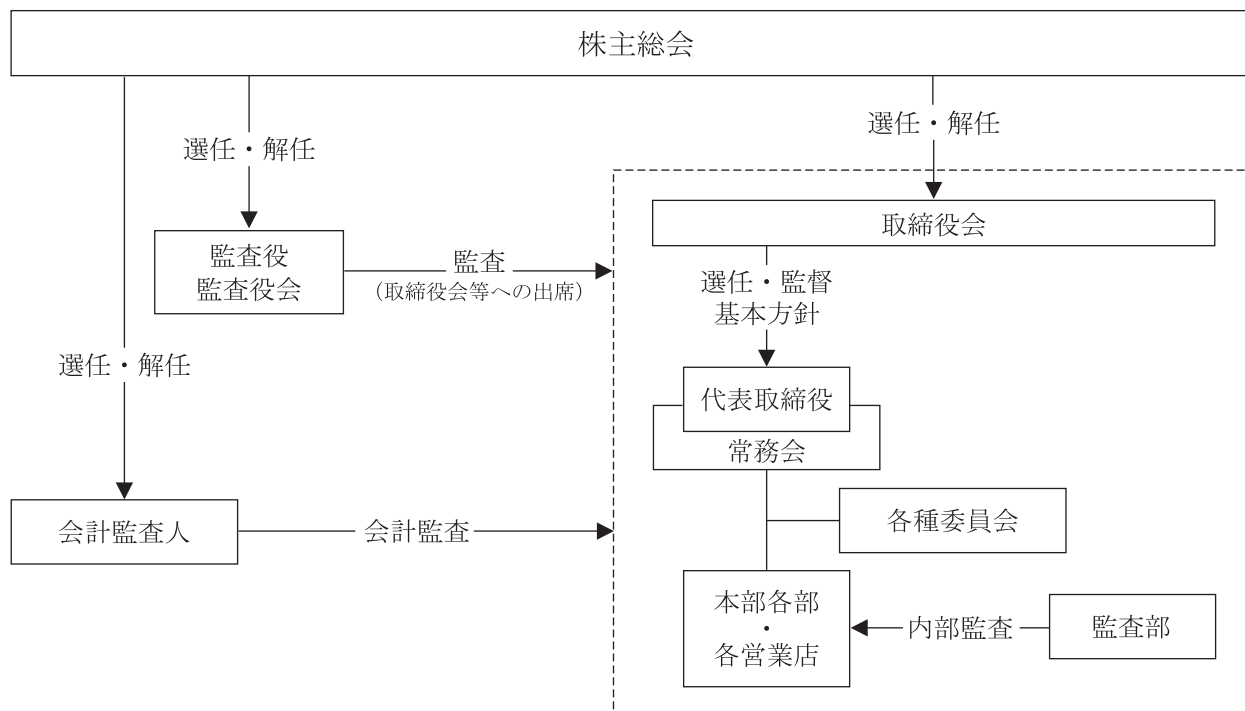 株主総会
選任・解任
選任・解任
取締役会
監査役
監査役会
監査
（取締役会等への出席）
選任・監督
基本方針
選任・解任
代表取締役
常務会
会計監査人
会計監査
各種委員会
本部各部
・
各営業店
内部監査
監査部